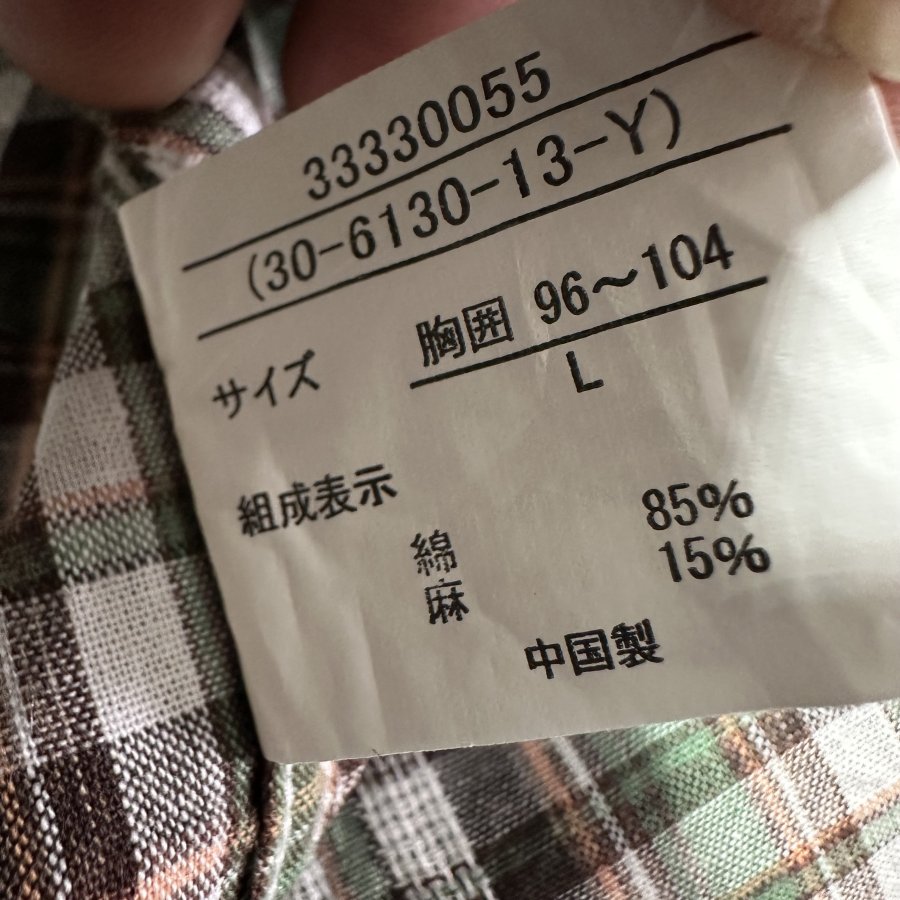 33330055
(30-6130-13-Y)
サイズ 胸囲 96～104
L
組成表示
綿 85%
麻 15%
中国製